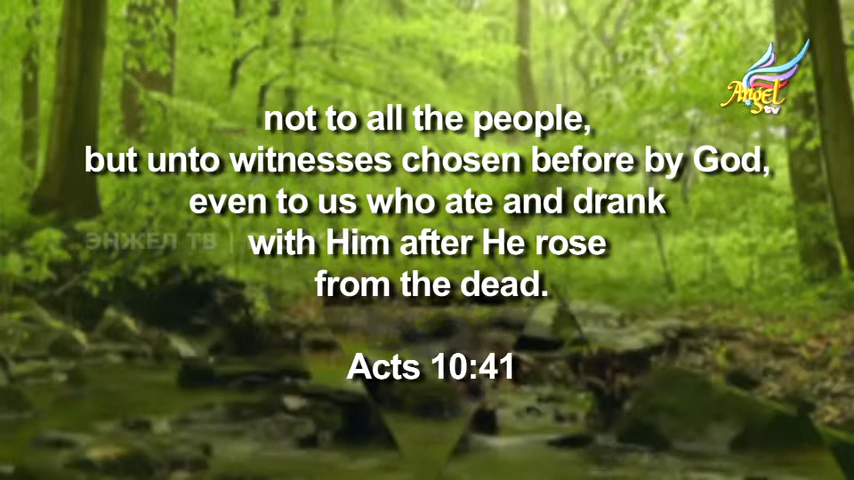 Angel
tv
not to all the people,
but unto witnesses chosen before by God,
even to us who ate and drank
ЭНЖЕЛ ТВ |
with Him after He rose
from the dead.
Acts 10:41